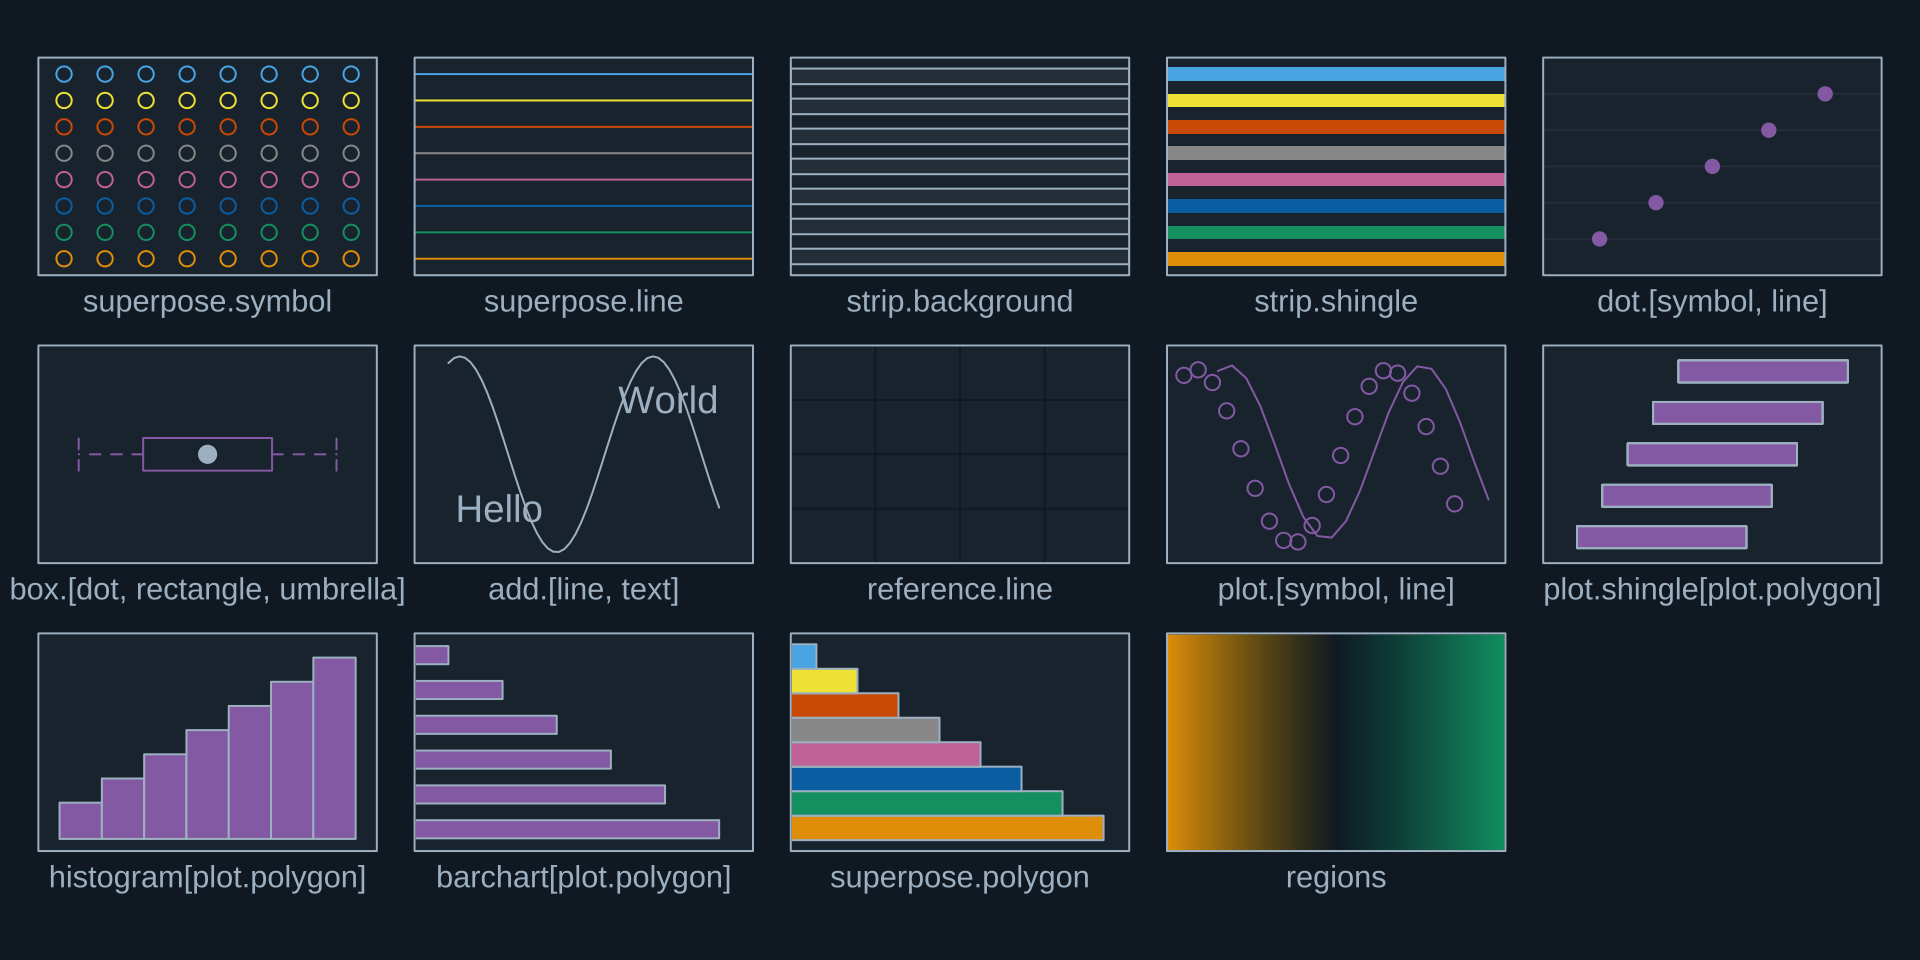 superpose.symbol
superpose.line
strip.background
strip.shingle
dot.[symbol, line]
World
Hello
box.[dot, rectangle, umbrella]
add.[line, text]
reference.line
plot.[symbol, line]
plot.shingle[plot.polygon]
histogram[plot.polygon]
barchart[plot.polygon]
superpose.polygon
regions